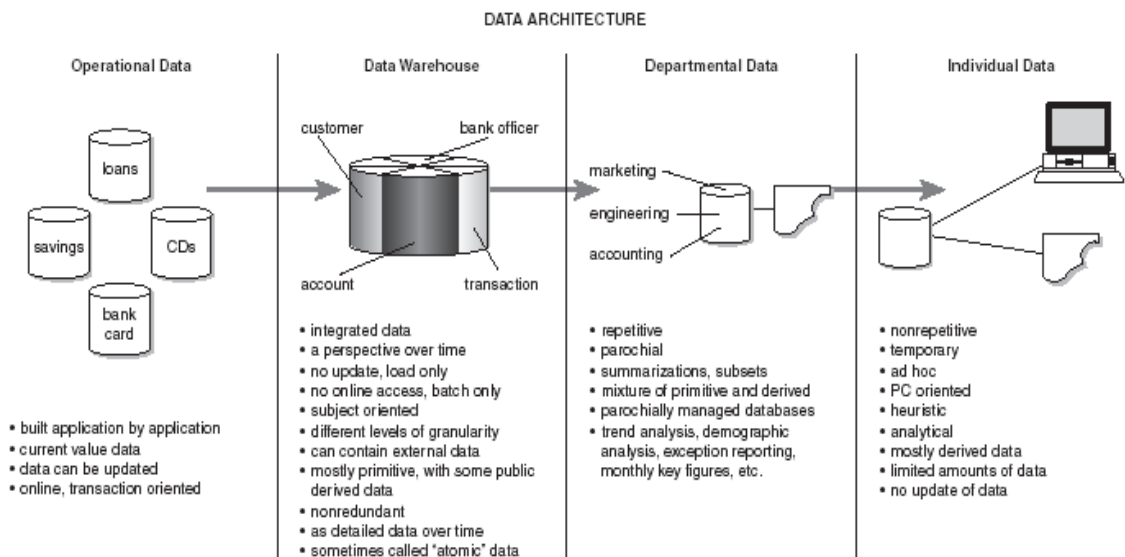 DATA ARCHITECTURE
Operational Data
loans
savings
CDs
bank
card
• built application by application
• current value data
• data can be updated
• online, transaction oriented
Data Warehouse
customer
bank officer
account
transaction
• integrated data
• a perspective over time
• no update, load only
• no online access, batch only
• subject oriented
• different levels of granularity
• can contain external data
• mostly primitive, with some public
derived data
• nonredundant
• as detailed data over time
• sometimes called “atomic” data
Departmental Data
marketing
engineering
accounting
• repetitive
• parochial
• summarizations, subsets
• mixture of primitive and derived
• parochially managed databases
• trend analysis, demographic
analysis, exception reporting,
monthly key figures, etc.
Individual Data
• nonrepetitive
• temporary
• ad hoc
• PC oriented
• heuristic
• analytical
• mostly derived data
• limited amounts of data
• no update of data